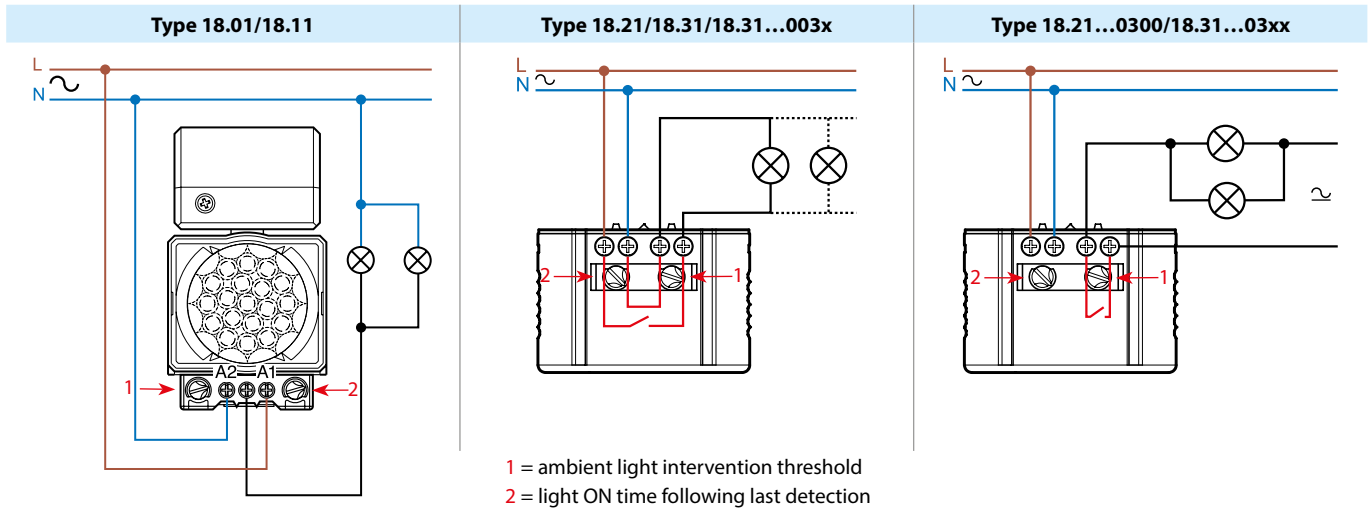 Type 18.01/18.11
Type 18.21/18.31/18.31...003x
Type 18.21...0300/18.31...03xx
L
N
A2 A1
1
2
L
N
2
1
L
N
2
1
1 = ambient light intervention threshold
2 = light ON time following last detection